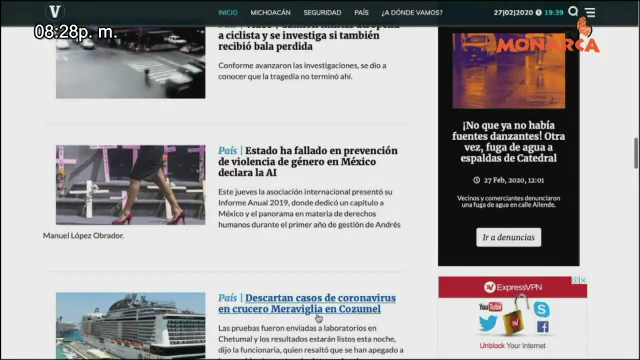 V INICIO MICHOACÁN SEGURIDAD PAÍS ¿A DÓNDE VAMOS? 27/02/2020 19:39
08:28p. m.
MONARCA
a ciclista y se investiga si también
recibió bala perdida
Conforme avanzaron las investigaciones, se dio a
conocer que la tragedia no terminó ahí.
País | Estado ha fallado en prevención
de violencia de género en México
declara la AI
Este jueves la asociación internacional presentó su
Informe Anual 2019, donde dedicó un capítulo a
México y el panorama en materia de derechos
humanos durante el primer año de gestión de Andrés
Manuel López Obrador.
País | Descartan casos de coronavirus
en crucero Meraviglia en Cozumel
Las pruebas fueron enviadas a laboratorios en
Chetumal y los resultados estarán listos esta noche,
dijo la funcionaria, quien resaltó que se han apegado a
¡No que ya no había
fuentes danzantes! Otra
vez, fuga de agua a
espaldas de Catedral
27 Feb, 2020, 12:01
Vecinos y comerciantes denunciaron
una fuga de agua en calle Allende.
Ir a denuncias
ExpressVPN
You Tube
Unblock Your Internet